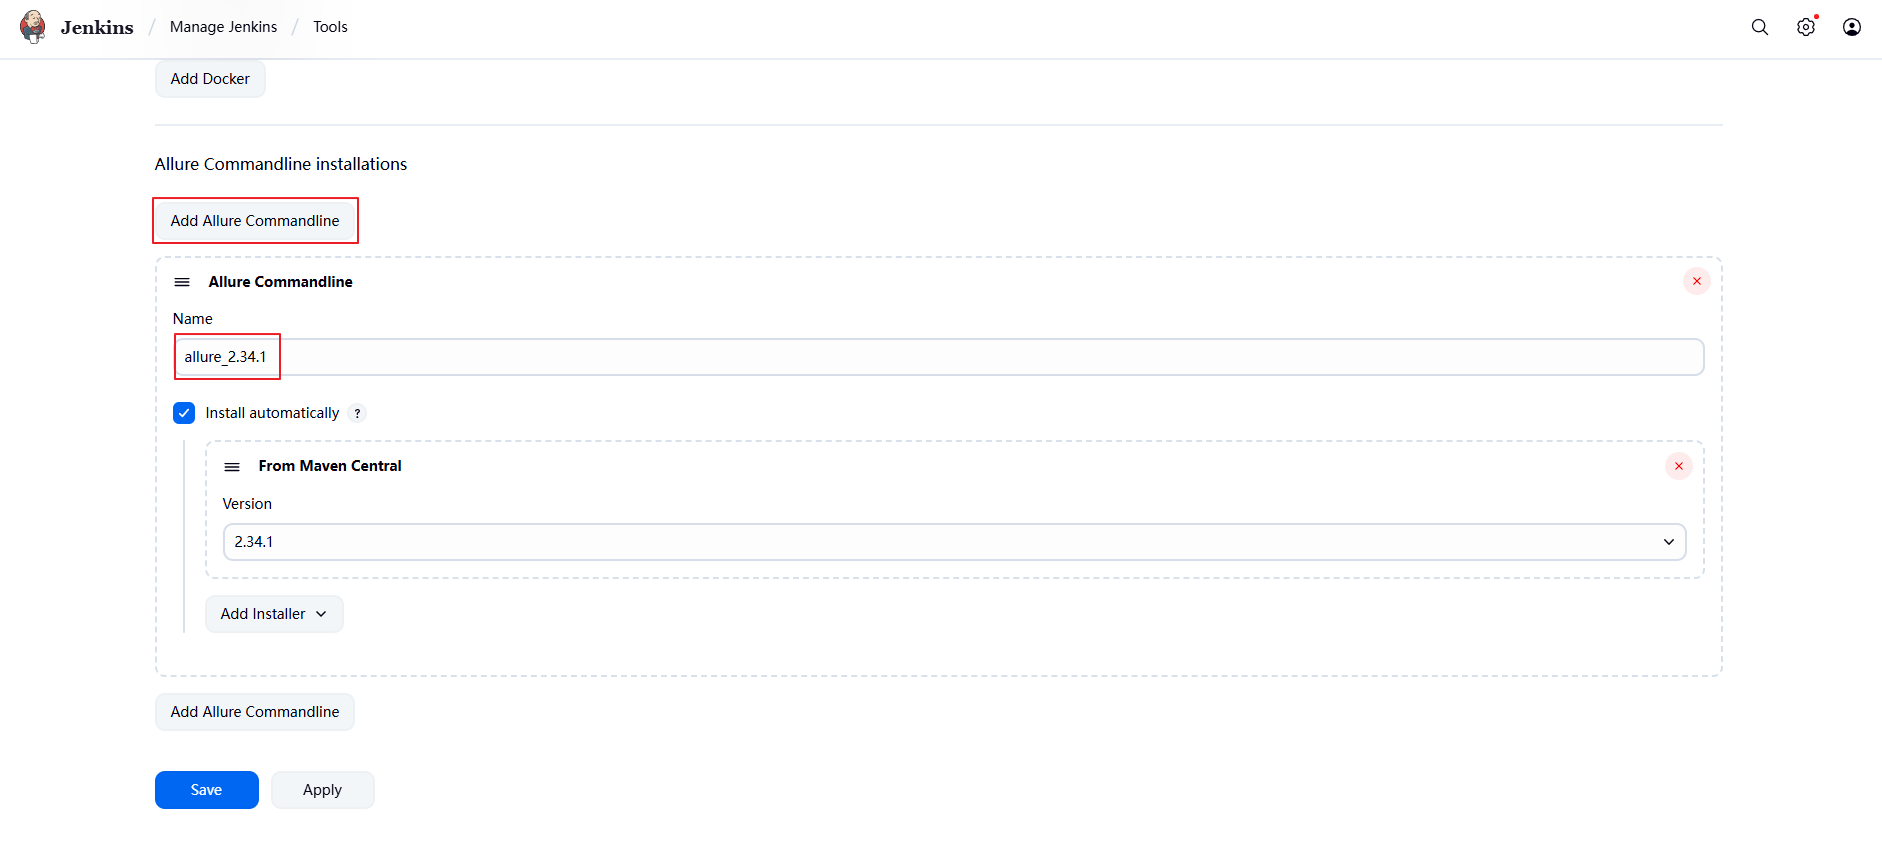 Jenkins / Manage Jenkins / Tools
Add Docker
Allure Commandline installations
Add Allure Commandline
Allure Commandline
Name
allure_2.34.1
Install automatically ?
From Maven Central
Version
2.34.1
Add Installer
Add Allure Commandline
Save Apply